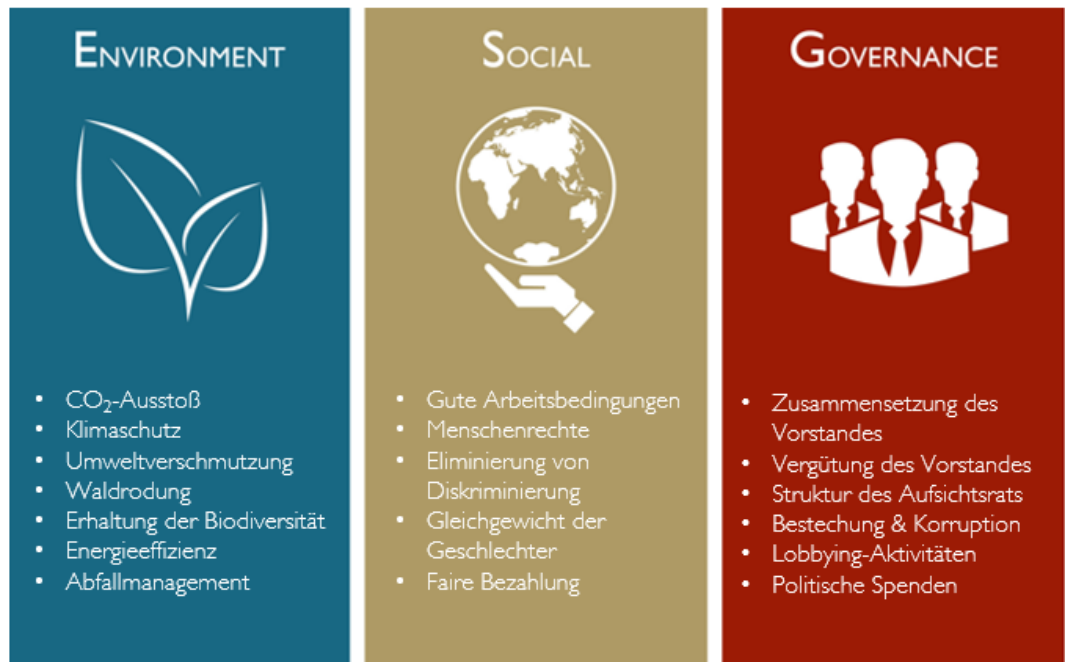 ENVIRONMENT
• CO₂-Ausstoß
• Klimaschutz
• Umweltverschmutzung
• Waldrodung
• Erhaltung der Biodiversität
• Energieeffizienz
• Abfallmanagement
SOCIAL
• Gute Arbeitsbedingungen
• Menschenrechte
• Eliminierung von
Diskriminierung
• Gleichgewicht der
Geschlechter
• Faire Bezahlung
GOVERNANCE
• Zusammensetzung des
Vorstandes
• Vergütung des Vorstandes
• Struktur des Aufsichtsrats
• Bestechung & Korruption
• Lobbying-Aktivitäten
• Politische Spenden